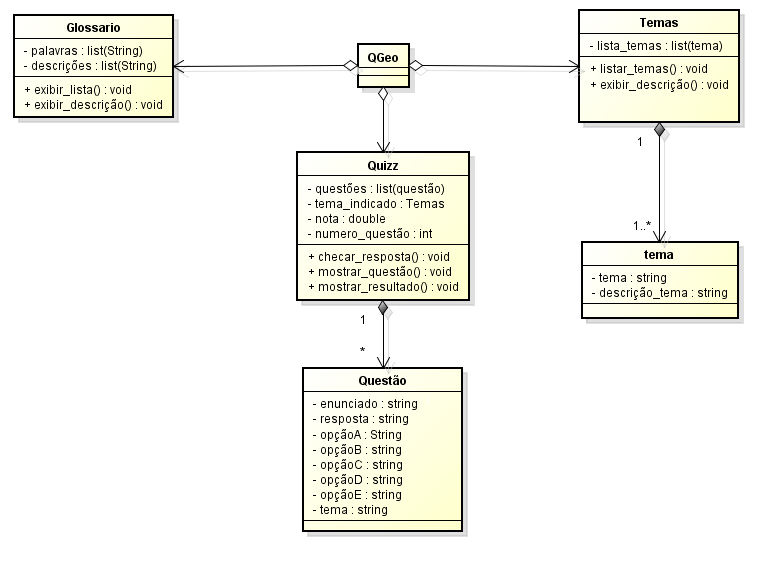 Glossario
- palavras : list(String)
- descrições : list(String)
+ exibir_lista() : void
+ exibir_descrição() : void
QGeo
Temas
- lista_temas : list(tema)
+ listar_temas() : void
+ exibir_descrição() : void
1
1..*
Quizz
- questões : list(questão)
- tema_indicado : Temas
- nota : double
- numero_questão : int
+ checar_resposta() : void
+ mostrar_questão() : void
+ mostrar_resultado() : void
tema
- tema : string
- descrição_tema : string
1
*
Questão
- enunciado : string
- resposta : string
- opçãoA : String
- opçãoB : string
- opçãoC : string
- opçãoD : string
- opçãoE : string
- tema : string